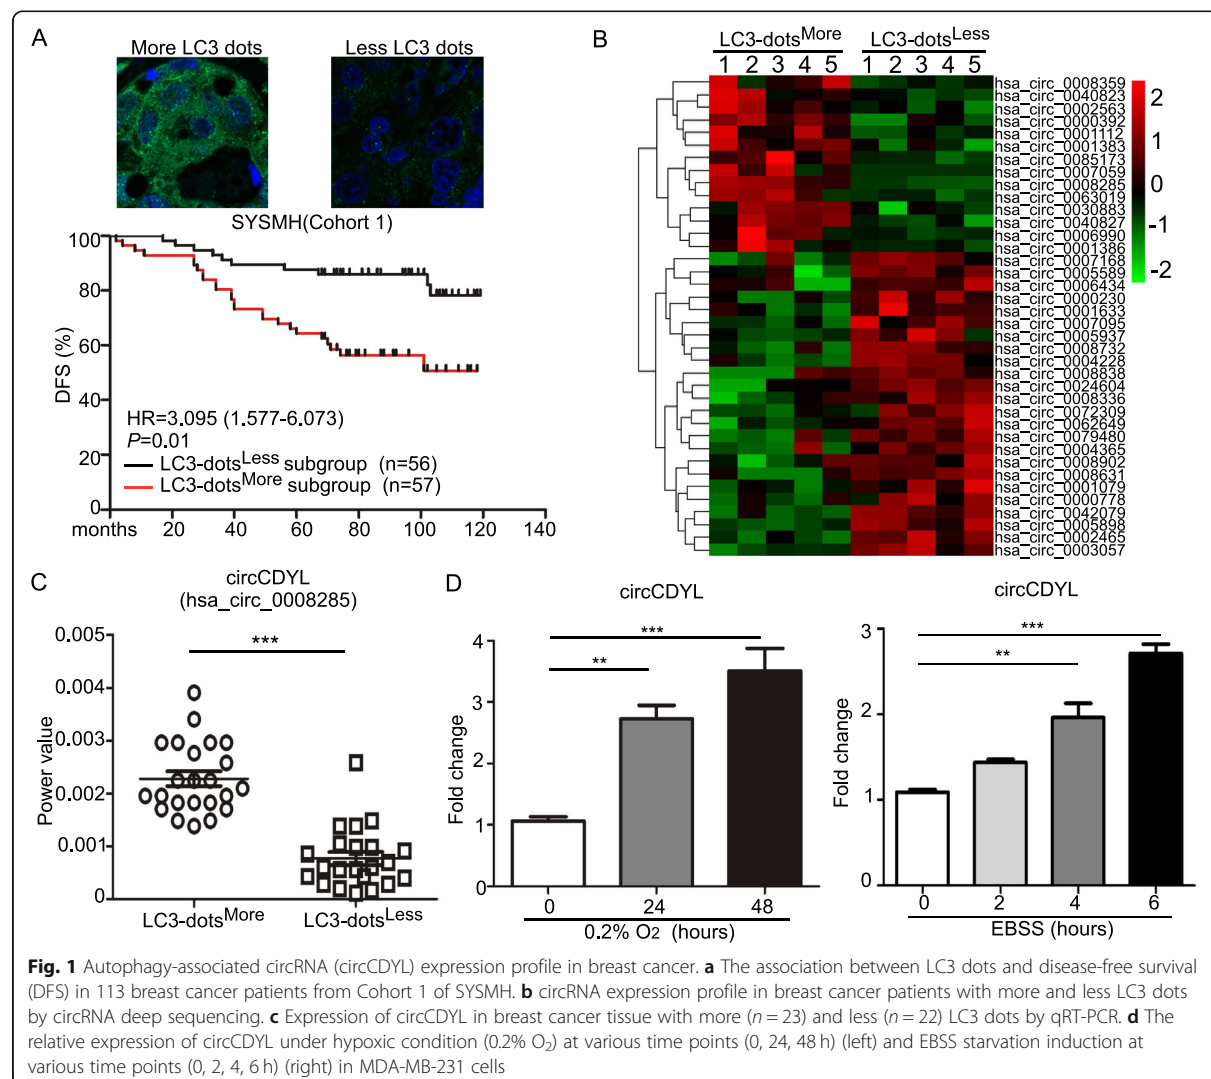 A
More LC3 dots
Less LC3 dots
SYSMH(Cohort 1)
DFS (%)
100
80
60
40
20
0
HR=3.095 (1.577-6.073)
P=0.01
LC3-dotsLess subgroup (n=56)
LC3-dotsMore subgroup (n=57)
months 20 40 60 80 100 120 140
B
LC3-dotsMore LC3-dotsLess
1 2 3 4 5 1 2 3 4 5
hsa_circ_0008359
hsa_circ_0040823
hsa_circ_0002563
hsa_circ_0000392
hsa_circ_0001112
hsa_circ_0001383
hsa_circ_0085173
hsa_circ_0007059
hsa_circ_0008285
hsa_circ_0063019
hsa_circ_0030883
hsa_circ_0040827
hsa_circ_0006990
hsa_circ_0001386
hsa_circ_0007168
hsa_circ_0005589
hsa_circ_0006434
hsa_circ_0000230
hsa_circ_0001633
hsa_circ_0007095
hsa_circ_0005937
hsa_circ_0008732
hsa_circ_0004228
hsa_circ_0008838
hsa_circ_0024604
hsa_circ_0008336
hsa_circ_0072309
hsa_circ_0062649
hsa_circ_0079480
hsa_circ_0004365
hsa_circ_0008902
hsa_circ_0008631
hsa_circ_0001079
hsa_circ_0000778
hsa_circ_0042079
hsa_circ_0005898
hsa_circ_0002465
hsa_circ_0003057
2
1
0
-1
-2
C
circCDYL
(hsa_circ_0008285)
***
Power value
0.005
0.004
0.003
0.002
0.001
0
LC3-dotsMore LC3-dotsLess
D
circCDYL
***
**
Fold change
4
3
2
1
0
0 24 48
0.2% O2 (hours)
circCDYL
***
**
Fold change
3
2
1
0
0 2 4 6
EBSS (hours)
Fig. 1 Autophagy-associated circRNA (circCDYL) expression profile in breast cancer. a The association between LC3 dots and disease-free survival
(DFS) in 113 breast cancer patients from Cohort 1 of SYSMH. b circRNA expression profile in breast cancer patients with more and less LC3 dots
by circRNA deep sequencing. c Expression of circCDYL in breast cancer tissue with more (n = 23) and less (n = 22) LC3 dots by qRT-PCR. d The
relative expression of circCDYL under hypoxic condition (0.2% O2) at various time points (0, 24, 48 h) (left) and EBSS starvation induction at
various time points (0, 2, 4, 6 h) (right) in MDA-MB-231 cells